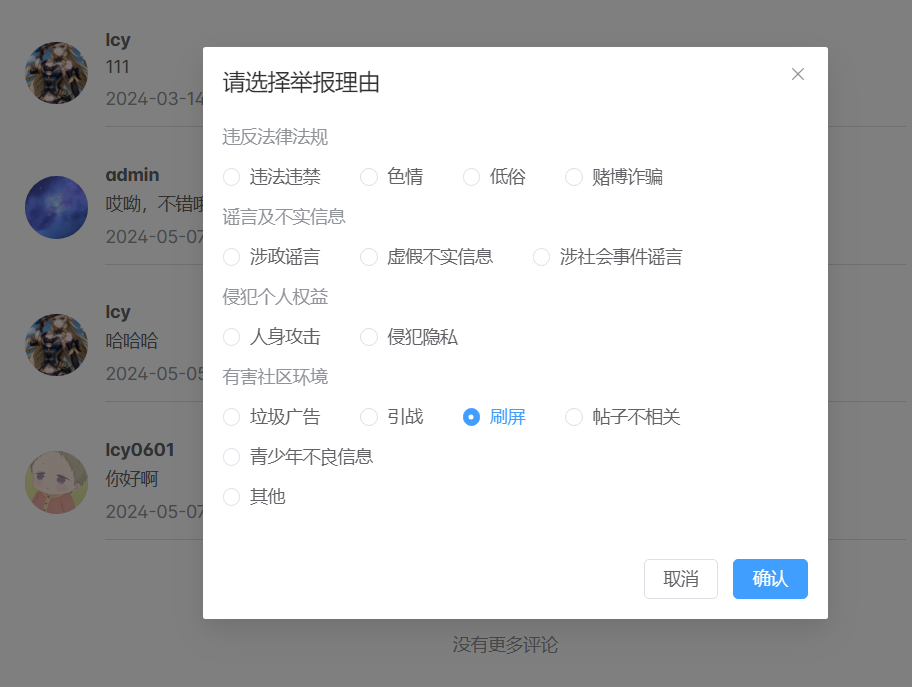 lcy
111
2024-03-14
admin
哎呦，不错哦
2024-05-07
lcy
哈哈哈
2024-05-05
lcy0601
你好啊
2024-05-07
请选择举报理由
违反法律法规
违法违禁 色情 低俗 赌博诈骗
谣言及不实信息
涉政谣言 虚假不实信息 涉社会事件谣言
侵犯个人权益
人身攻击 侵犯隐私
有害社区环境
垃圾广告 引战 刷屏 帖子不相关
青少年不良信息
其他
取消 确认
没有更多评论